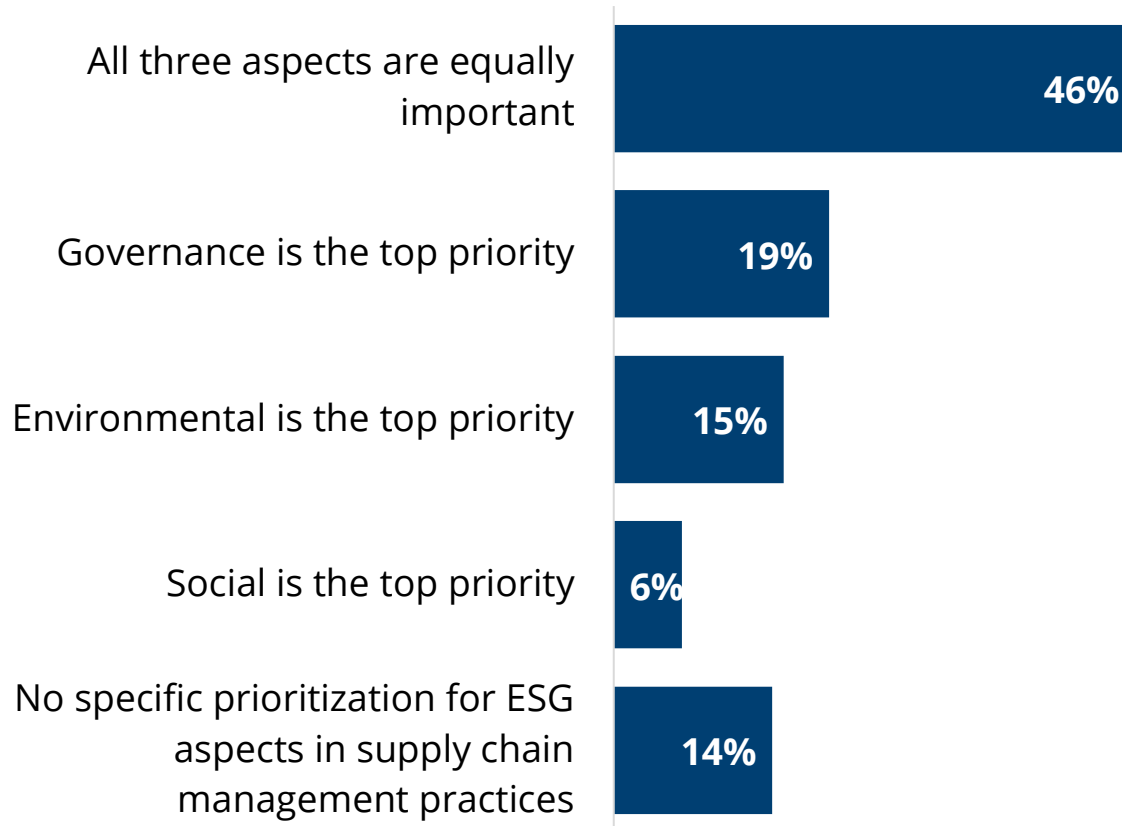 All three aspects are equally
important
46%
Governance is the top priority
19%
Environmental is the top priority
15%
Social is the top priority
6%
No specific prioritization for ESG
aspects in supply chain
management practices
14%